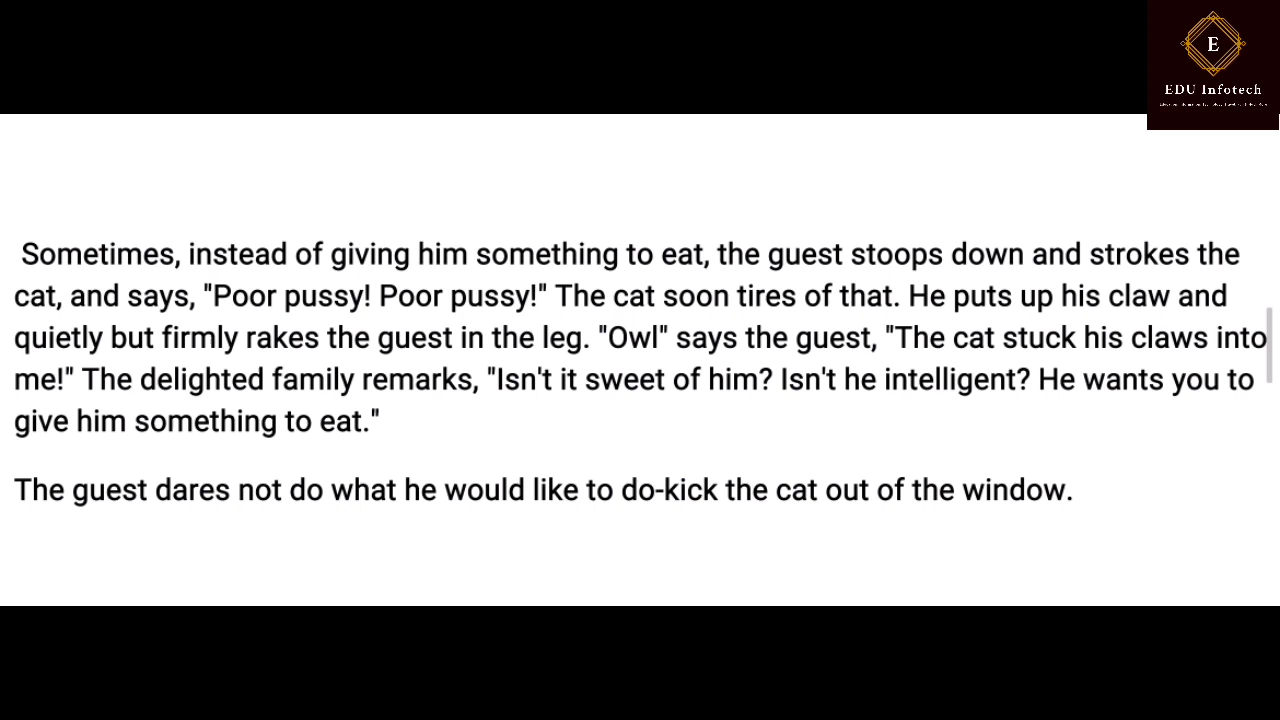 E
EDU Infotech
Sometimes, instead of giving him something to eat, the guest stoops down and strokes the
cat, and says, "Poor pussy! Poor pussy!" The cat soon tires of that. He puts up his claw and
quietly but firmly rakes the guest in the leg. "Owl" says the guest, "The cat stuck his claws into
me!" The delighted family remarks, "Isn't it sweet of him? Isn't he intelligent? He wants you to
give him something to eat."
The guest dares not do what he would like to do-kick the cat out of the window.